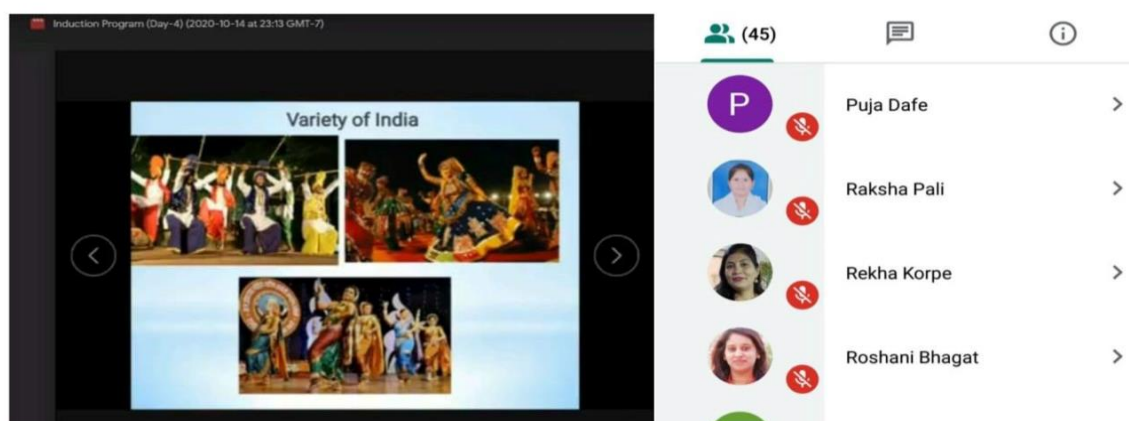 Induction Program (Day-4) (2020-10-14 at 23:13 GMT-7)
Variety of India
(45)
P
Puja Dafe
Raksha Pali
Rekha Korpe
Roshani Bhagat